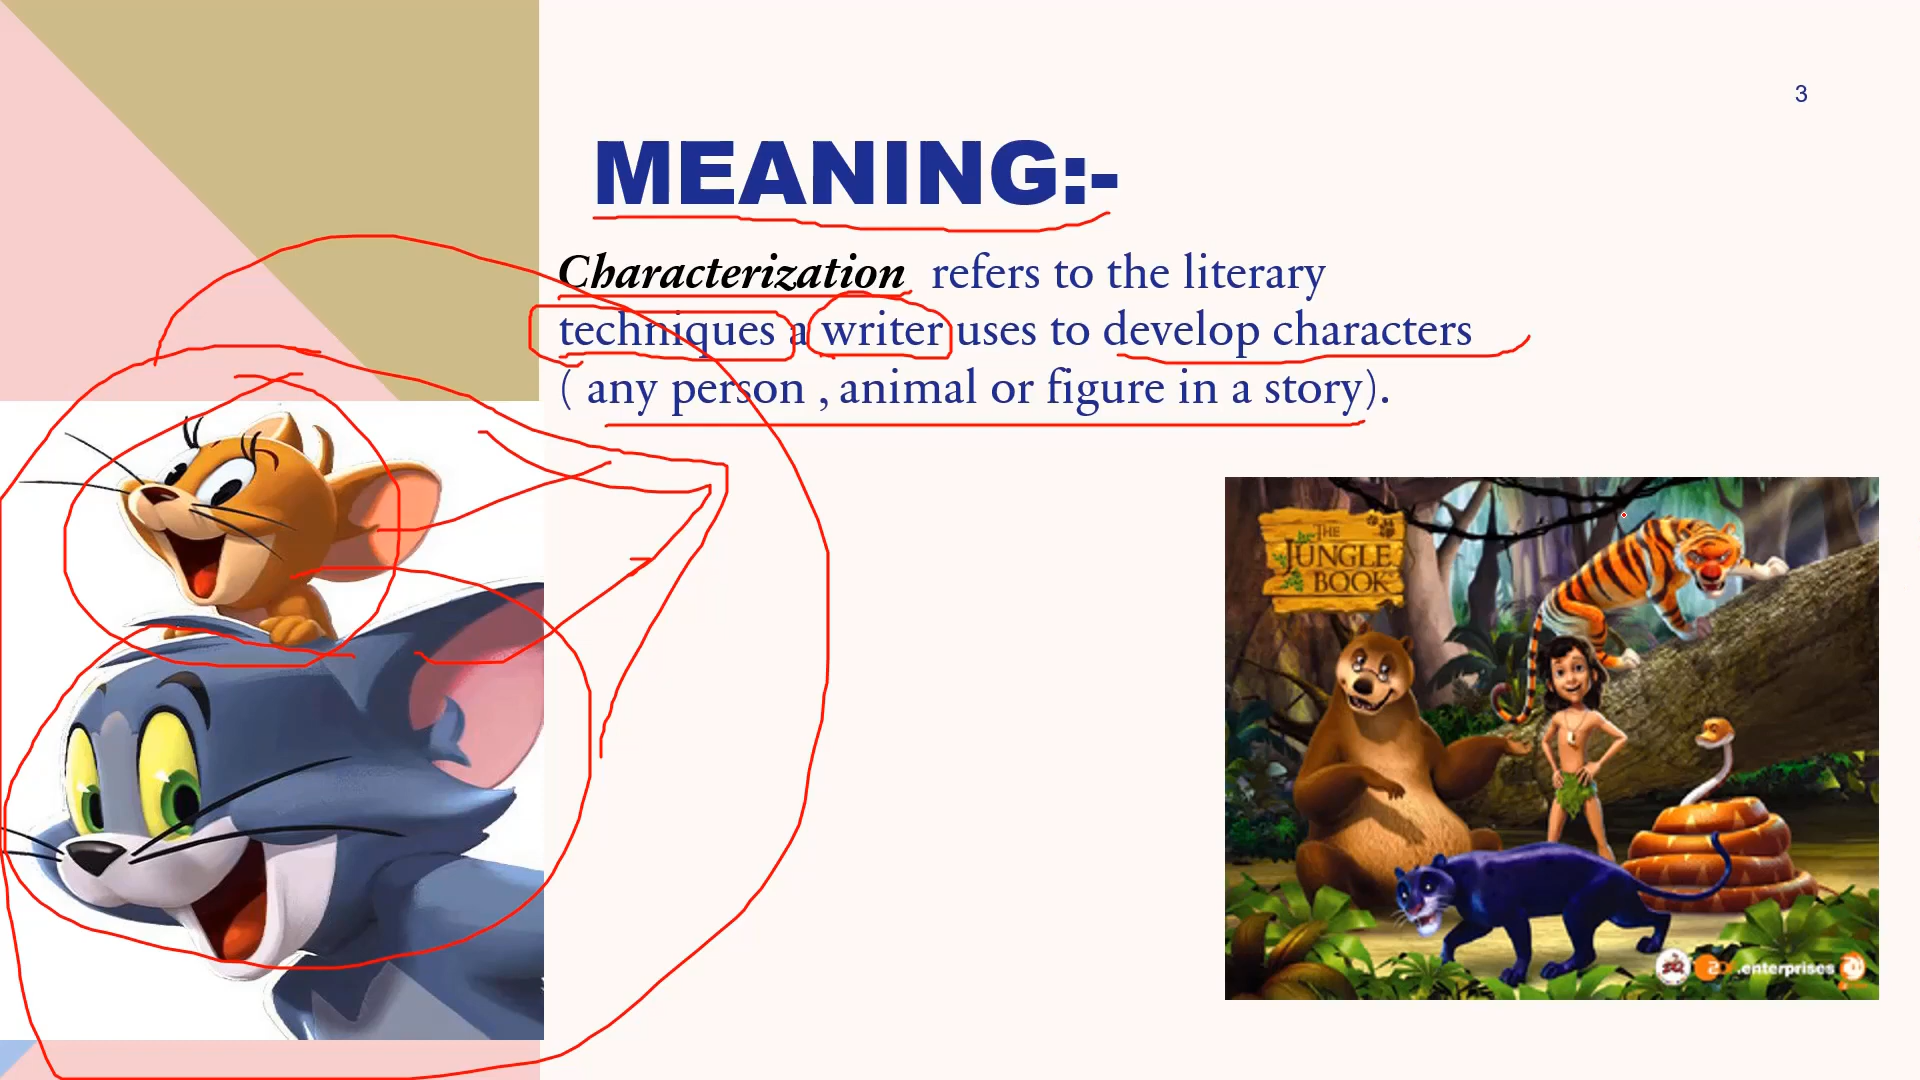 3
MEANING:-
Characterization refers to the literary
techniques a writer uses to develop characters
( any person , animal or figure in a story).
THE
JUNGLE
BOOK
.enterprises